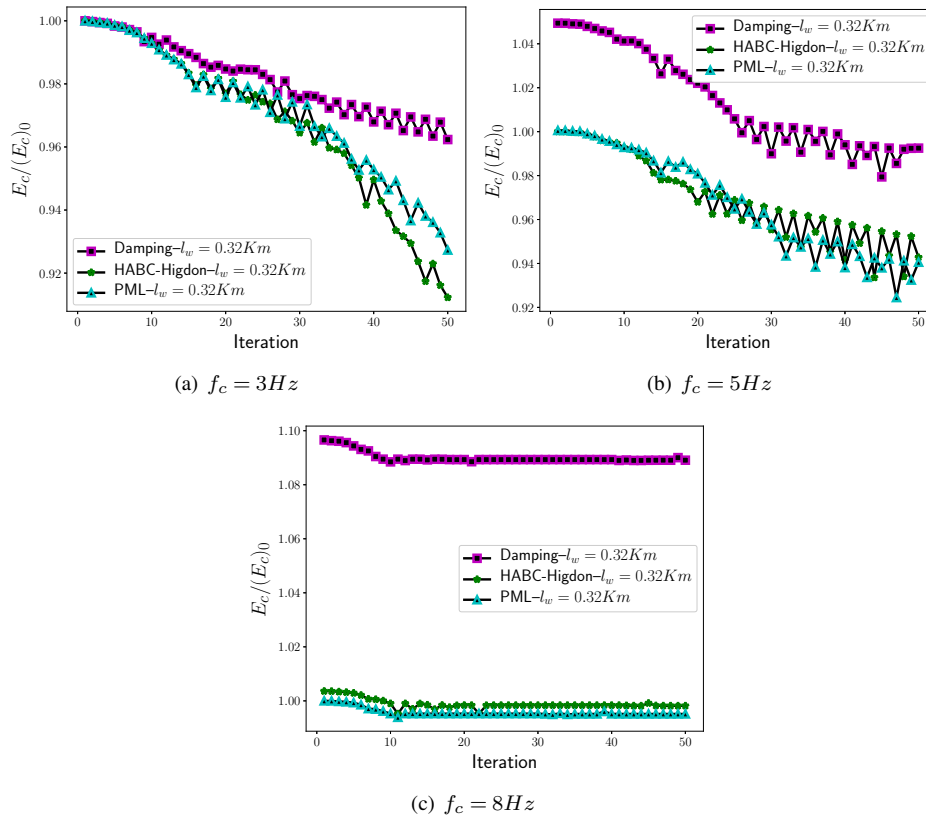 1.00
0.98
0.96
0.94
0.92
E_c/(E_c)_0
Damping–l_w = 0.32Km
HABC-Higdon–l_w = 0.32Km
PML–l_w = 0.32Km
0 10 20 30 40 50
Iteration
(a) f_c = 3Hz
1.04
1.02
1.00
0.98
0.96
0.94
0.92
E_c/(E_c)_0
Damping–l_w = 0.32Km
HABC-Higdon–l_w = 0.32Km
PML–l_w = 0.32Km
0 10 20 30 40 50
Iteration
(b) f_c = 5Hz
1.10
1.08
1.06
1.04
1.02
1.00
E_c/(E_c)_0
Damping–l_w = 0.32Km
HABC-Higdon–l_w = 0.32Km
PML–l_w = 0.32Km
0 10 20 30 40 50
Iteration
(c) f_c = 8Hz